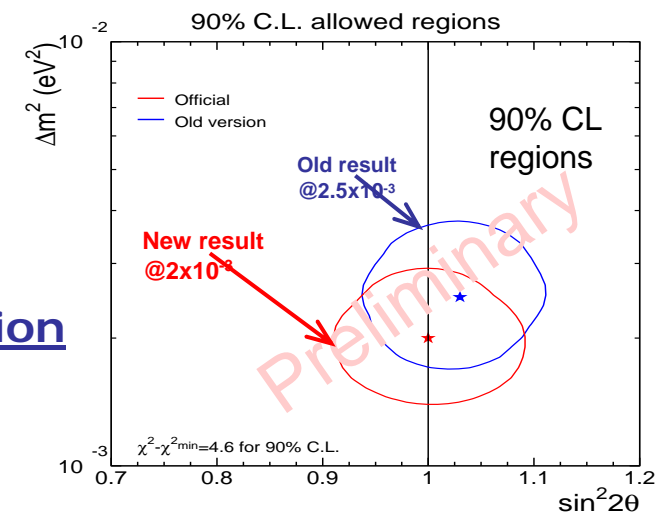 90% C.L. allowed regions
10 -2
Δm² (eV²)
Official
Old version
90% CL
regions
Old result
@2.5x10-3
New result
@2x10-3
Preliminary
ion
χ²-χ²min=4.6 for 90% C.L.
10 -3
0.7 0.8 0.9 1 1.1 1.2
sin²2θ